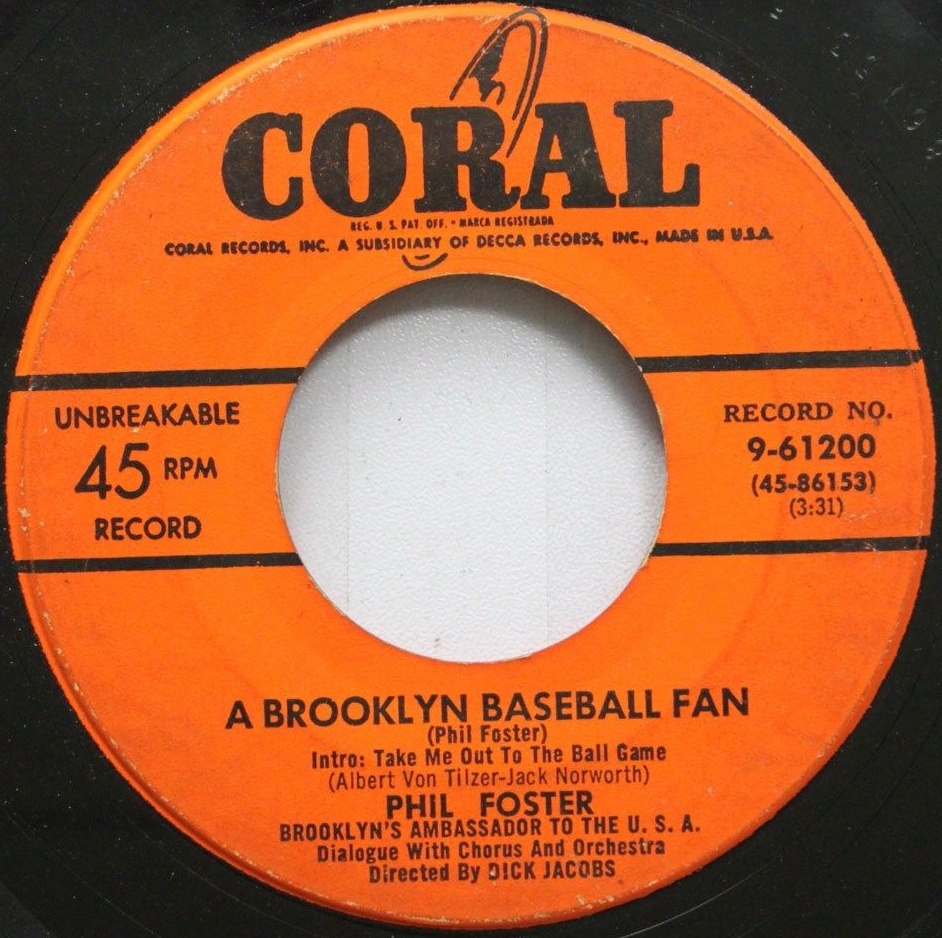 CORAL
REG. U. S. PAT. OFF. • MARCA REGISTRADA
CORAL RECORDS, INC. A SUBSIDIARY OF DECCA RECORDS, INC., MADE IN U.S.A.
UNBREAKABLE
45 RPM
RECORD
RECORD NO.
9-61200
(45-86153)
(3:31)
A BROOKLYN BASEBALL FAN
(Phil Foster)
Intro: Take Me Out To The Ball Game
(Albert Von Tilzer-Jack Norworth)
PHIL FOSTER
BROOKLYN'S AMBASSADOR TO THE U. S. A.
Dialogue With Chorus And Orchestra
Directed By DICK JACOBS